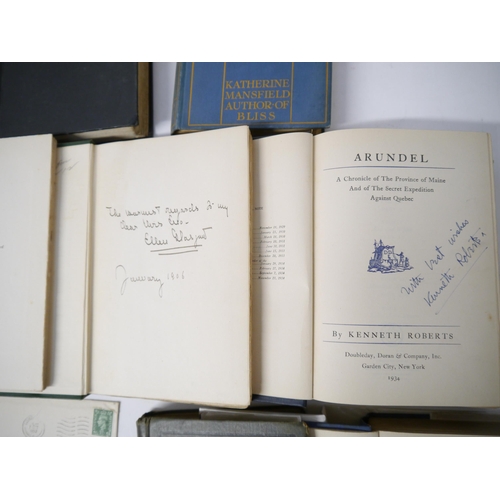 KATHERINE
MANSFIELD
AUTHOR·OF
BLISS
The warmest regards of my
Dear Mrs
Ellen Glasgow
January
ARUNDEL
A Chronicle of The Province of Maine
And of The Secret Expedition
Against Quebec
With best wishes
Kenneth Roberts
By KENNETH ROBERTS
Doubleday, Doran & Company, Inc.
Garden City, New York
1934